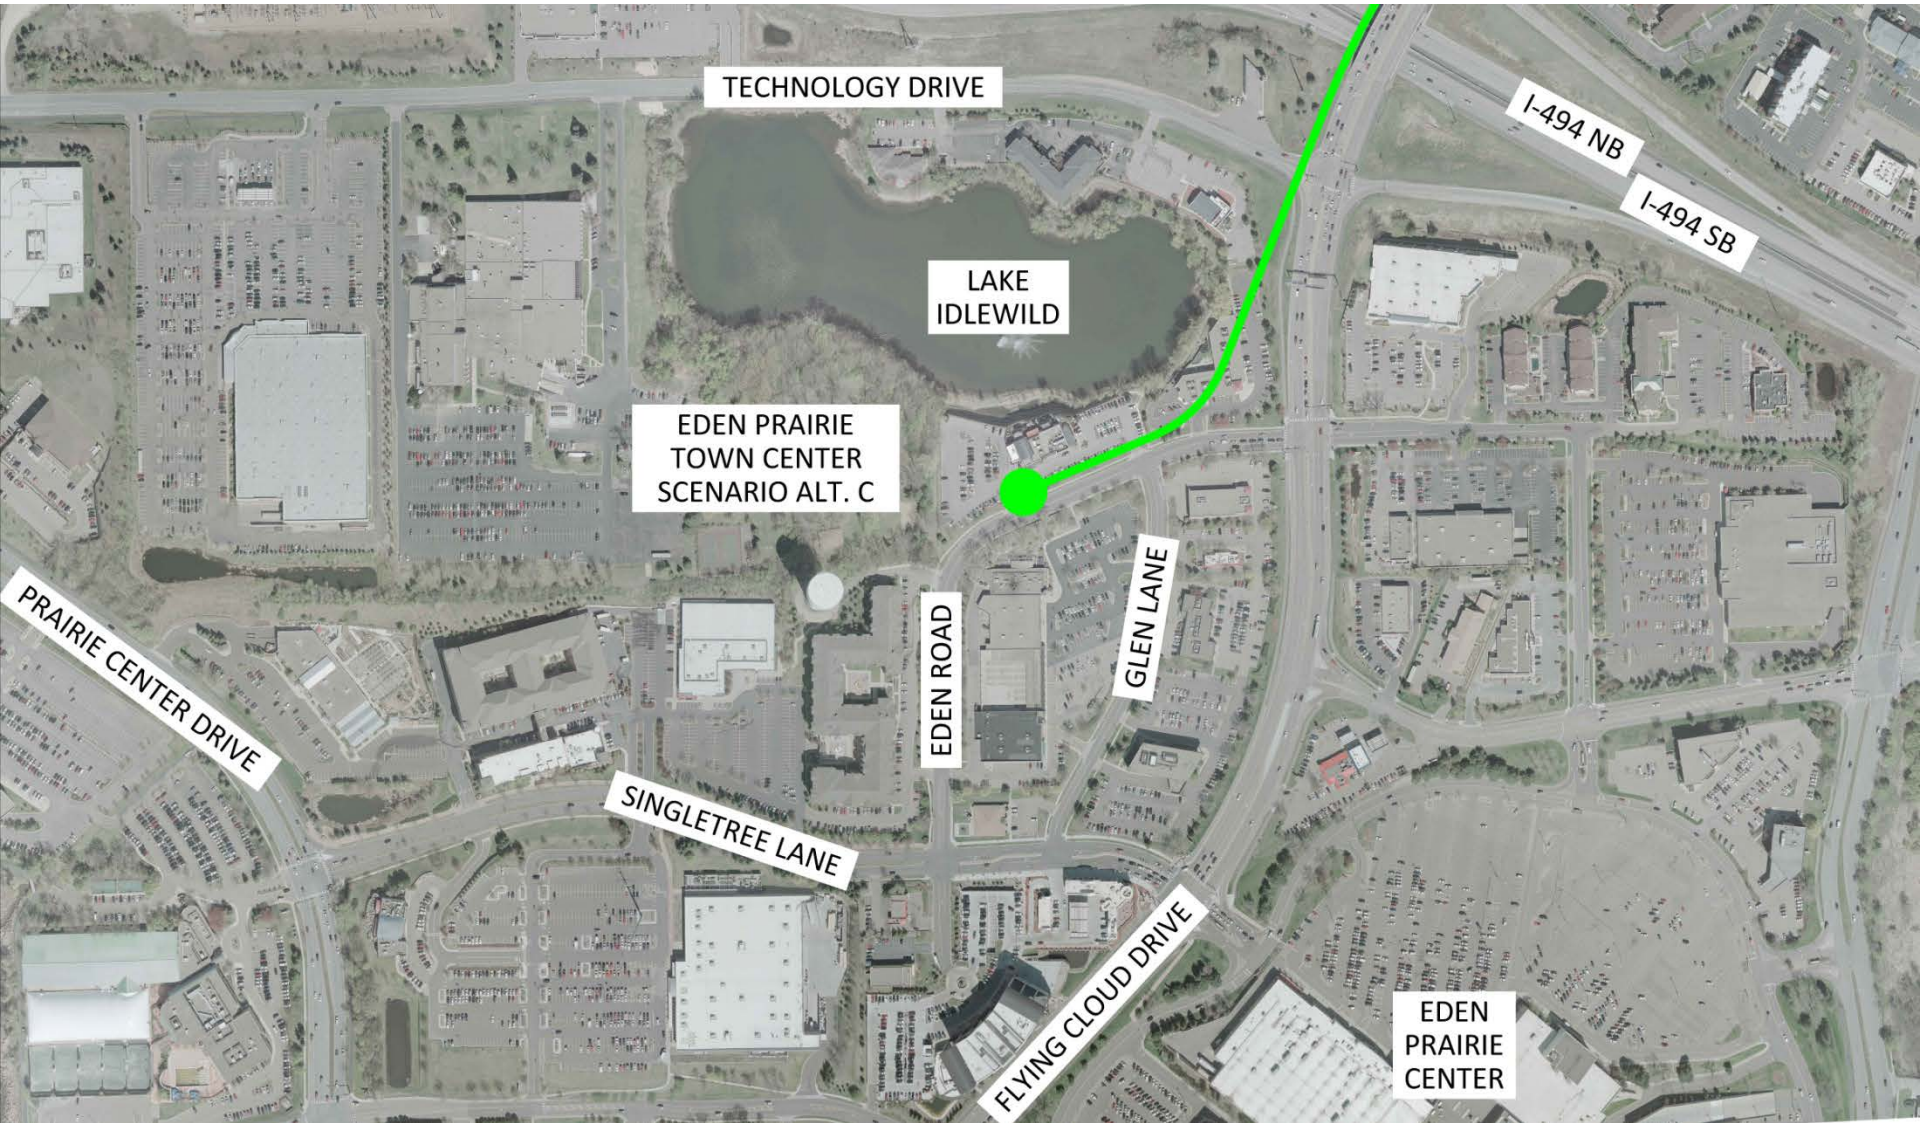 TECHNOLOGY DRIVE
I-494 NB
I-494 SB
LAKE
IDLEWILD
EDEN PRAIRIE
TOWN CENTER
SCENARIO ALT. C
PRAIRIE CENTER DRIVE
EDEN ROAD
GLEN LANE
SINGLETREE LANE
FLYING CLOUD DRIVE
EDEN
PRAIRIE
CENTER